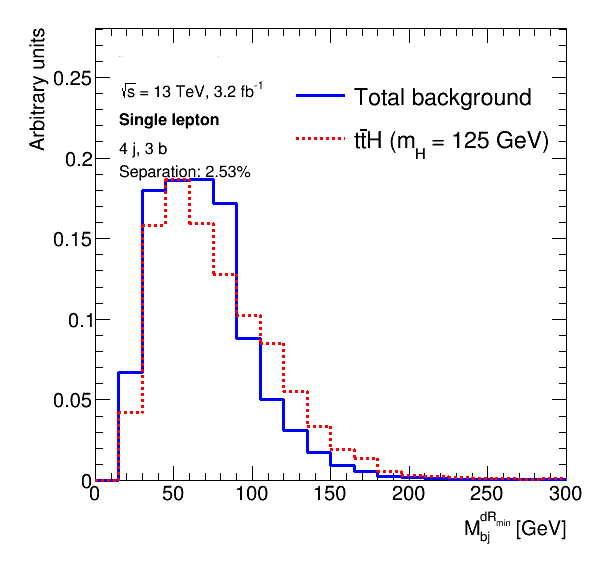 Arbitrary units
0.25
0.2
0.15
0.1
0.05
0
√s = 13 TeV, 3.2 fb⁻¹
Single lepton
4 j, 3 b
Separation: 2.53%
Total background
tt̄H (m_H = 125 GeV)
0 50 100 150 200 250 300
M_bj^dR_min [GeV]